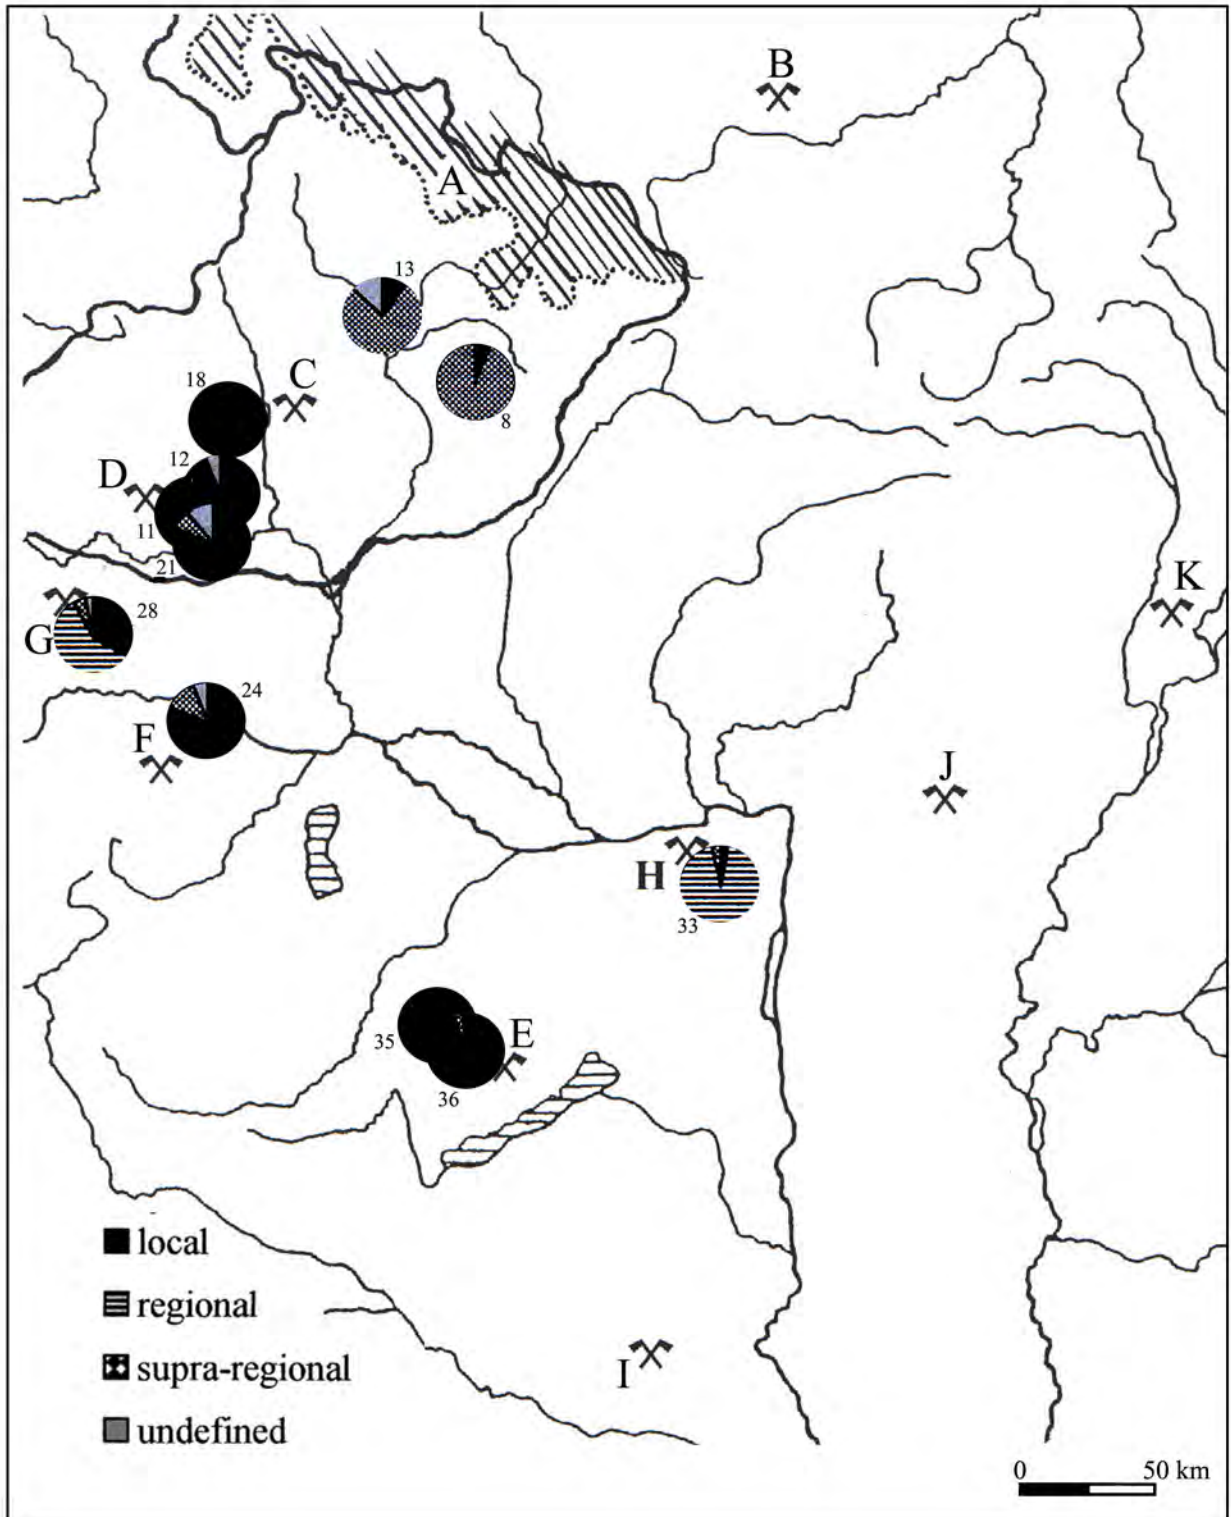 B
A
13
18
C
8
12
D
11
21
K
28
G
24
F
J
H
33
35
E
36
local
regional
supra-regional
undefined
I
0 50 km